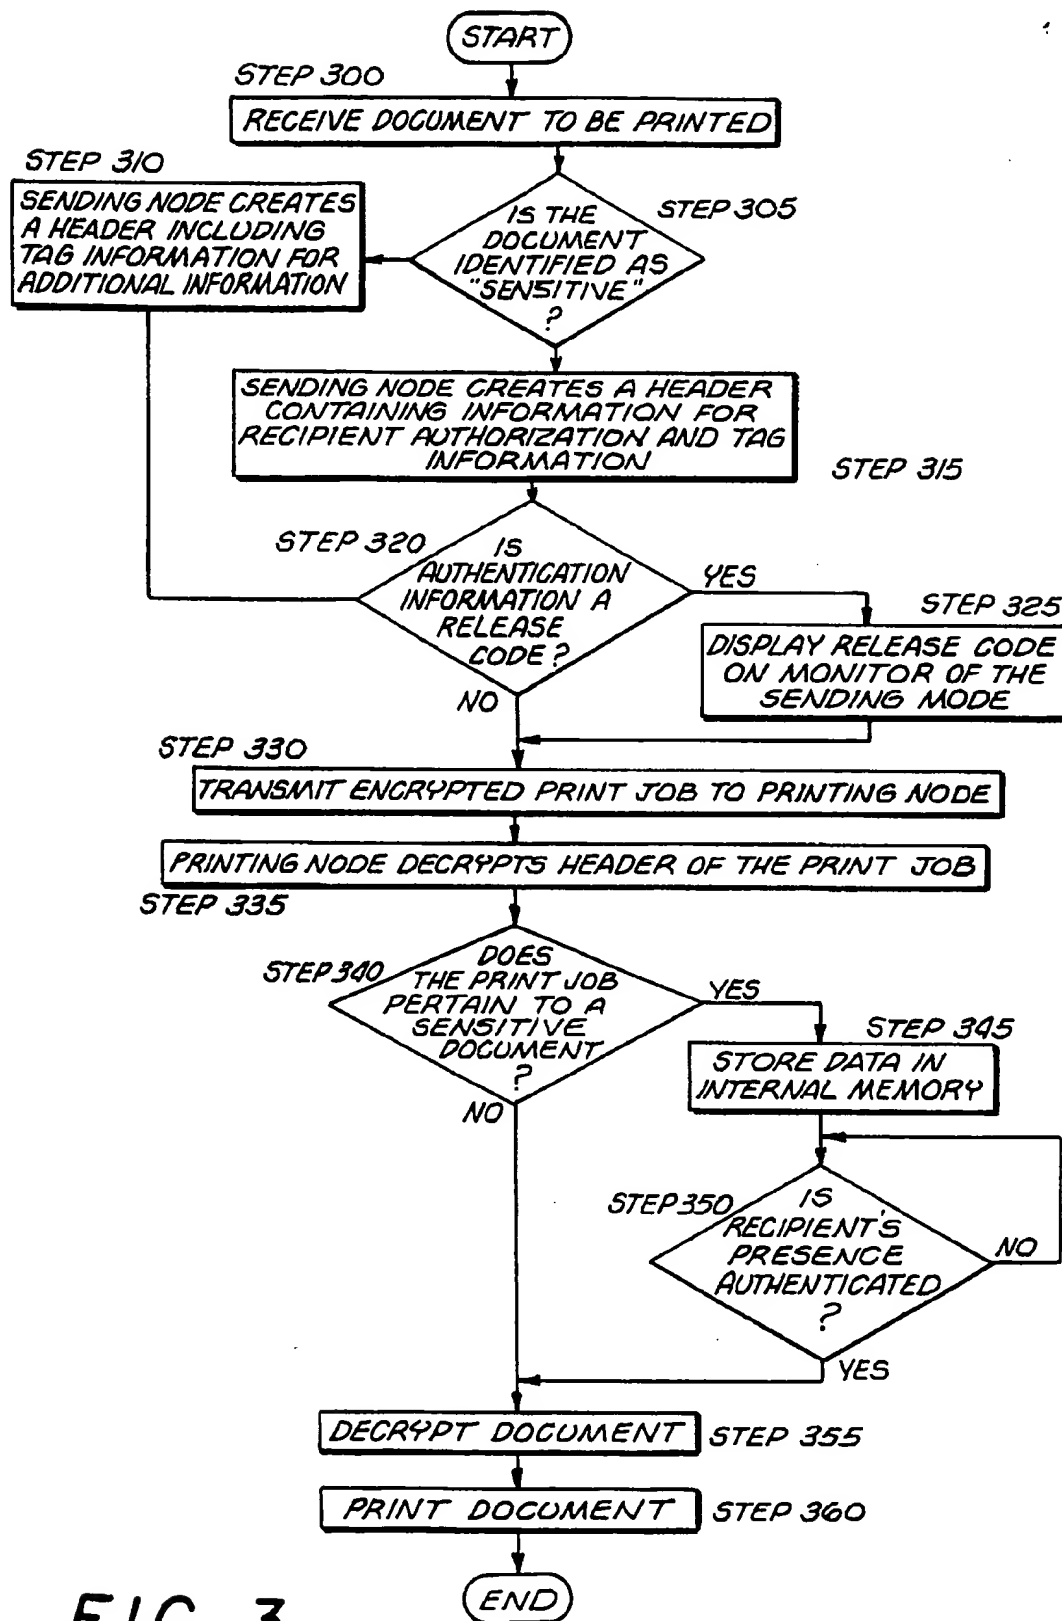 START
STEP 300
RECEIVE DOCUMENT TO BE PRINTED
STEP 310
SENDING NODE CREATES
A HEADER INCLUDING
TAG INFORMATION FOR
ADDITIONAL INFORMATION
STEP 305
IS THE
DOCUMENT
IDENTIFIED AS
"SENSITIVE"
?
SENDING NODE CREATES A HEADER
CONTAINING INFORMATION FOR
RECIPIENT AUTHORIZATION AND TAG
INFORMATION
STEP 315
STEP 320
IS
AUTHENTICATION
INFORMATION A
RELEASE
CODE?
YES
NO
STEP 325
DISPLAY RELEASE CODE
ON MONITOR OF THE
SENDING MODE
STEP 330
TRANSMIT ENCRYPTED PRINT JOB TO PRINTING NODE
PRINTING NODE DECRYPTS HEADER OF THE PRINT JOB
STEP 335
STEP 340
DOES
THE PRINT JOB
PERTAIN TO A
SENSITIVE
DOCUMENT
?
YES
NO
STEP 345
STORE DATA IN
INTERNAL MEMORY
STEP 350
IS
RECIPIENT'S
PRESENCE
AUTHENTICATED
?
NO
YES
DECRYPT DOCUMENT
STEP 355
PRINT DOCUMENT
STEP 360
END
FIG. 3